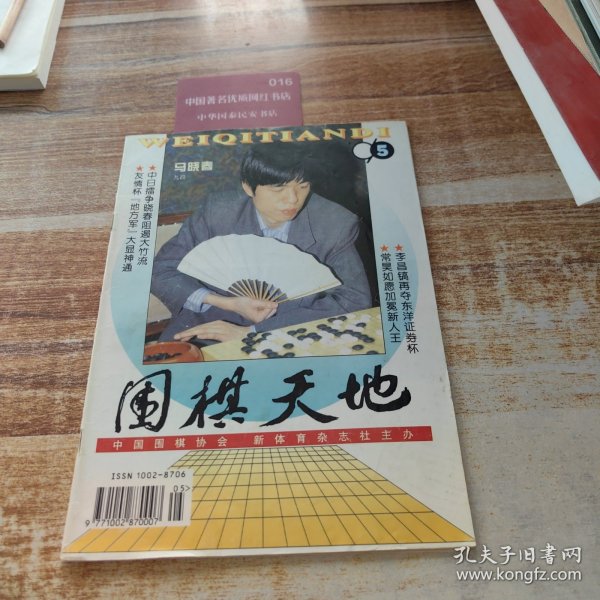 016
中国著名优质网红书店
中华国泰民安书店
WEIQITIANDI
5
马晓春
九段
★中日擂争晓春阻遏大竹流
★友情杯“地方军”大显神通
★李昌镐再夺东洋证券杯
★常昊如愿加冕新人王
围棋天地
中国围棋协会 新体育杂志社主办
ISSN 1002-8706
05>
9 771002 870007
孔夫子旧书网
www.kongfz.com